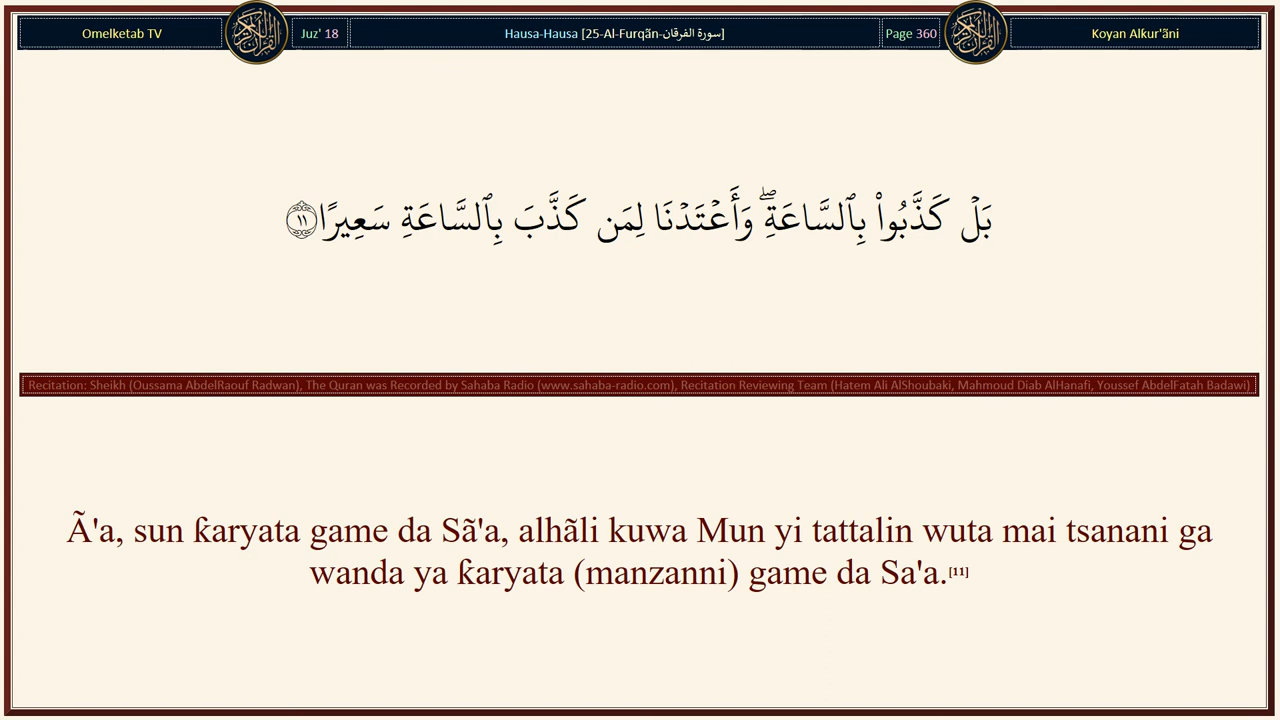 Omelketab TV
Juz' 18
Hausa-Hausa [25-Al-Furqãn-سورة الفرقان]
Page 360
Koyan Alƙur'ãni
بَلۡ كَذَّبُواْ بِٱلسَّاعَةِۖ وَأَعۡتَدۡنَا لِمَن كَذَّبَ بِٱلسَّاعَةِ سَعِيرًا ١١
Recitation: Sheikh (Oussama AbdelRaouf Radwan), The Quran was Recorded by Sahaba Radio (www.sahaba-radio.com), Recitation Reviewing Team (Hatem Ali AlShoubaki, Mahmoud Diab AlHanafi, Youssef AbdelFatah Badawi)
Ã'a, sun ƙaryata game da Sã'a, alhãli kuwa Mun yi tattalin wuta mai tsanani ga
wanda ya ƙaryata (manzanni) game da Sa'a.[11]